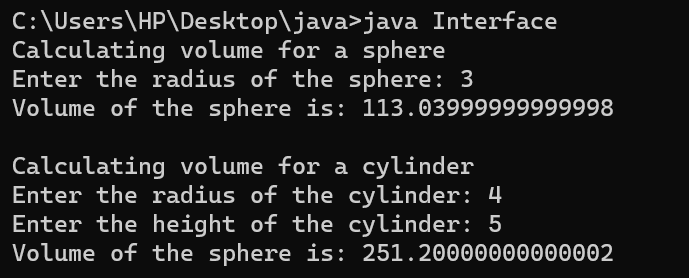 C:\Users\HP\Desktop\java>java Interface
Calculating volume for a sphere
Enter the radius of the sphere: 3
Volume of the sphere is: 113.03999999999998
Calculating volume for a cylinder
Enter the radius of the cylinder: 4
Enter the height of the cylinder: 5
Volume of the sphere is: 251.20000000000002